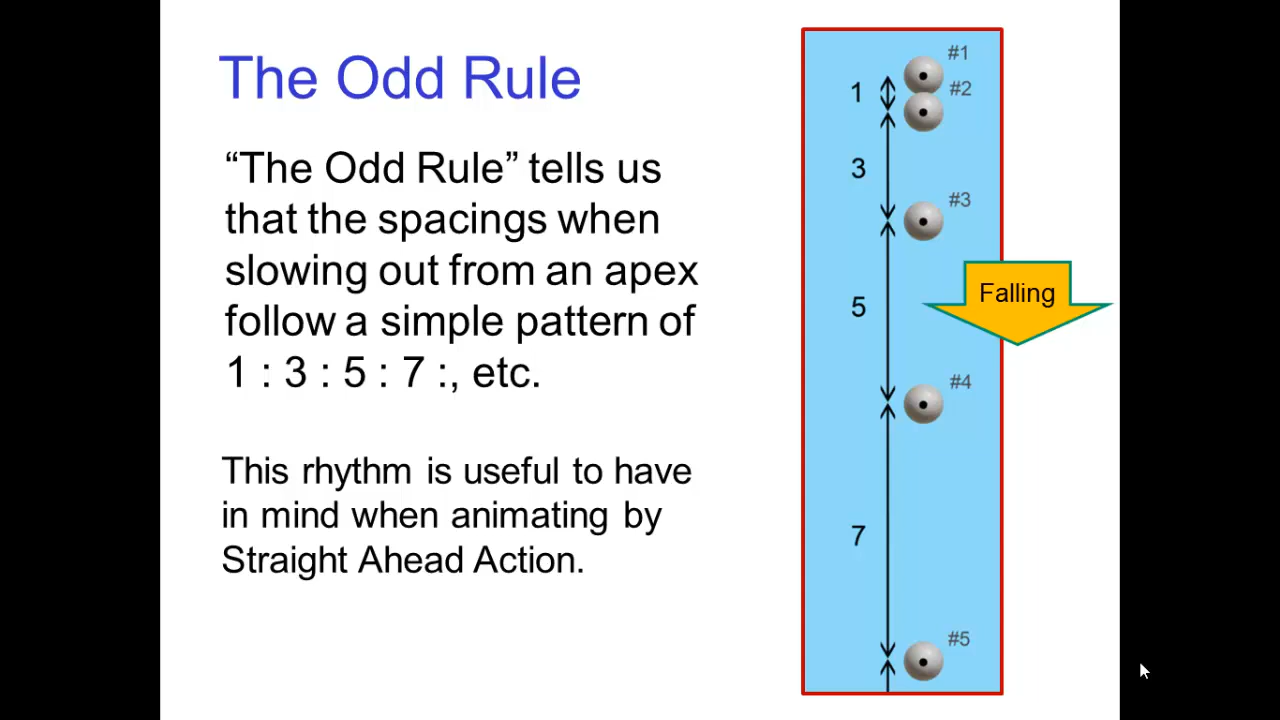 The Odd Rule
“The Odd Rule” tells us
that the spacings when
slowing out from an apex
follow a simple pattern of
1 : 3 : 5 : 7 :, etc.
This rhythm is useful to have
in mind when animating by
Straight Ahead Action.
#1
1
#2
3
#3
Falling
5
#4
7
#5